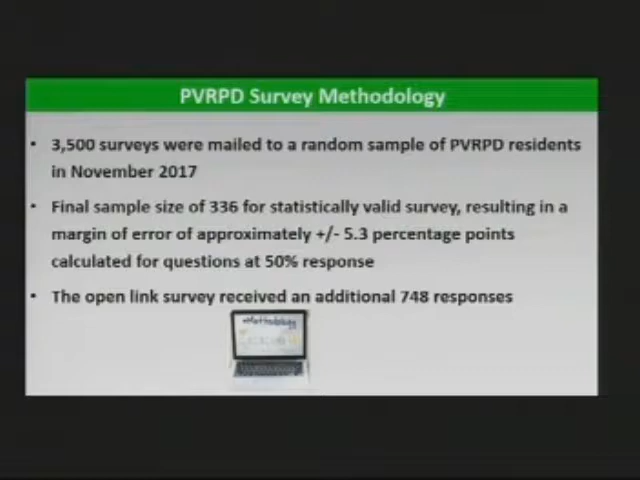 PVRPD Survey Methodology
• 3,500 surveys were mailed to a random sample of PVRPD residents
in November 2017
• Final sample size of 336 for statistically valid survey, resulting in a
margin of error of approximately +/- 5.3 percentage points
calculated for questions at 50% response
• The open link survey received an additional 748 responses
Methodology